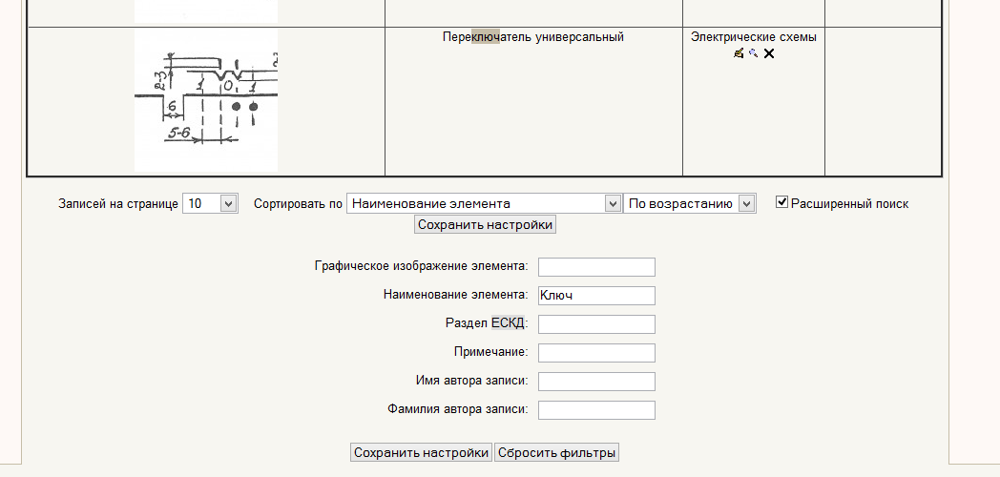 Переключатель универсальный
Электрические схемы
2-3
1 0 1
6
5-6
Записей на странице 10 Сортировать по Наименование элемента По возрастанию Расширенный поиск
Сохранить настройки
Графическое изображение элемента:
Наименование элемента: Ключ
Раздел ЕСКД:
Примечание:
Имя автора записи:
Фамилия автора записи:
Сохранить настройки Сбросить фильтры